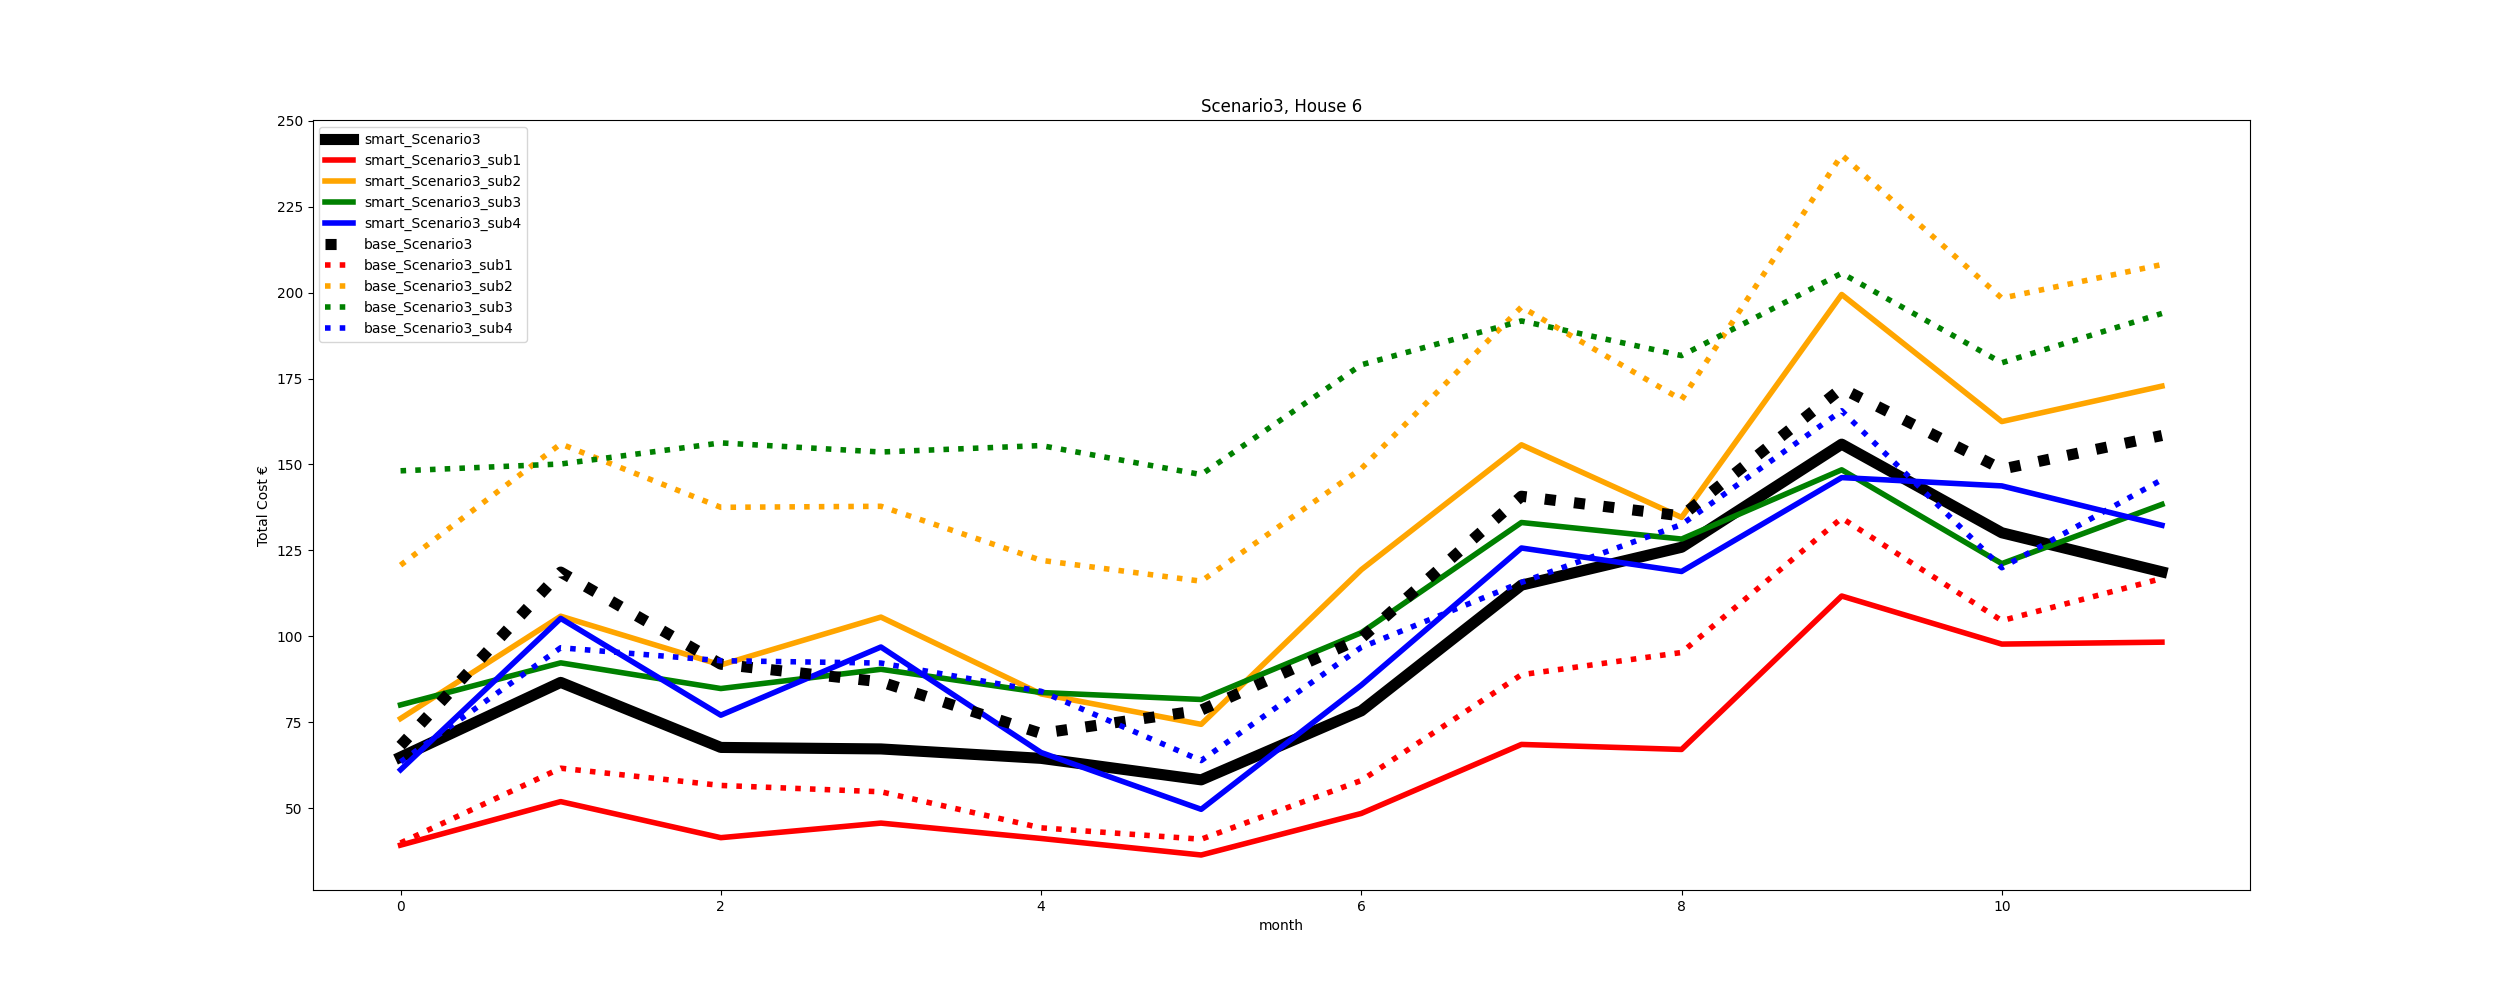 Scenario3, House 6
250
225
200
175
150
125
100
75
50
Total Cost €
smart_Scenario3
smart_Scenario3_sub1
smart_Scenario3_sub2
smart_Scenario3_sub3
smart_Scenario3_sub4
base_Scenario3
base_Scenario3_sub1
base_Scenario3_sub2
base_Scenario3_sub3
base_Scenario3_sub4
0 2 4 6 8 10
month